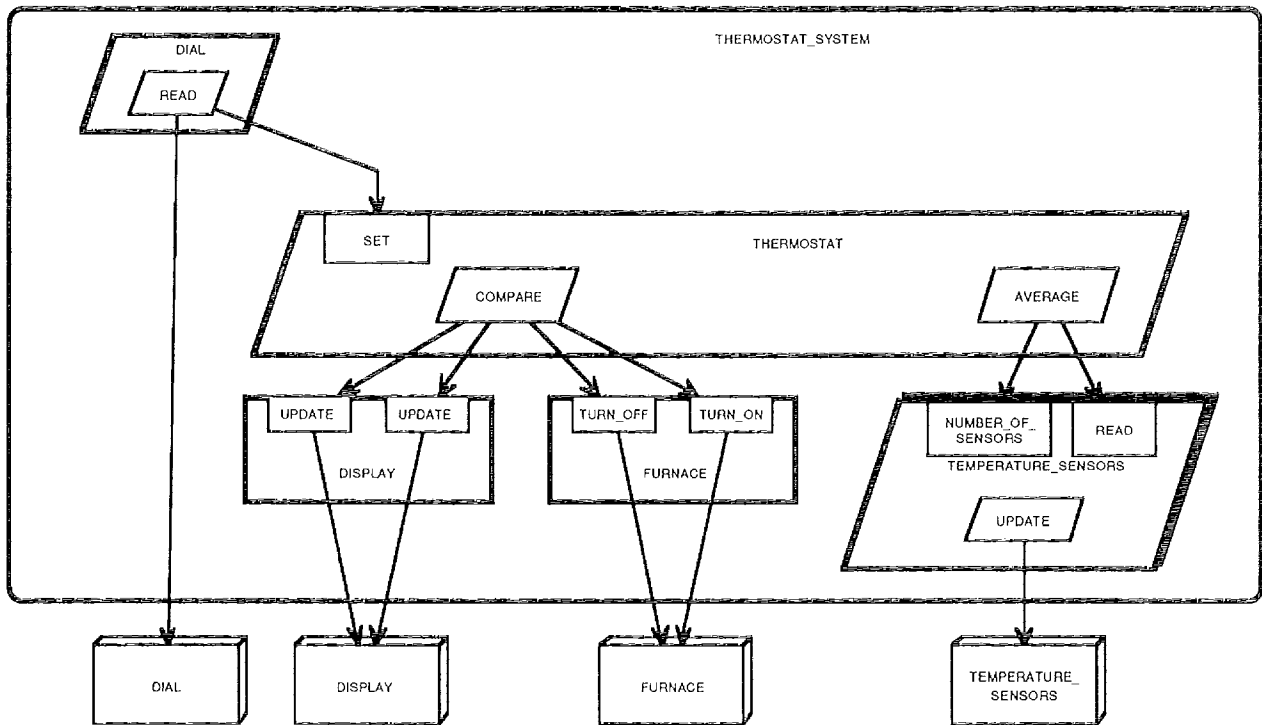 THERMOSTAT_SYSTEM
DIAL
READ
SET
THERMOSTAT
COMPARE
AVERAGE
UPDATE
UPDATE
TURN_OFF
TURN_ON
NUMBER_OF_
SENSORS
READ
TEMPERATURE_SENSORS
DISPLAY
FURNACE
UPDATE
DIAL
DISPLAY
FURNACE
TEMPERATURE_
SENSORS